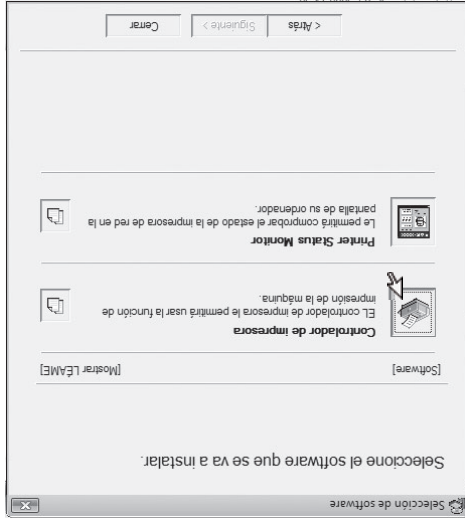 Selección de software
Seleccione el software que se va a instalar.
[Software] [Mostrar LÉAME]
Controlador de impresora
EL controlador de impresora le permitirá usar la función de
impresión de la máquina.
Printer Status Monitor
Le permitirá comprobar el estado de la impresora de red en la
pantalla de su ordenador.
< Atrás Siguiente > Cerrar